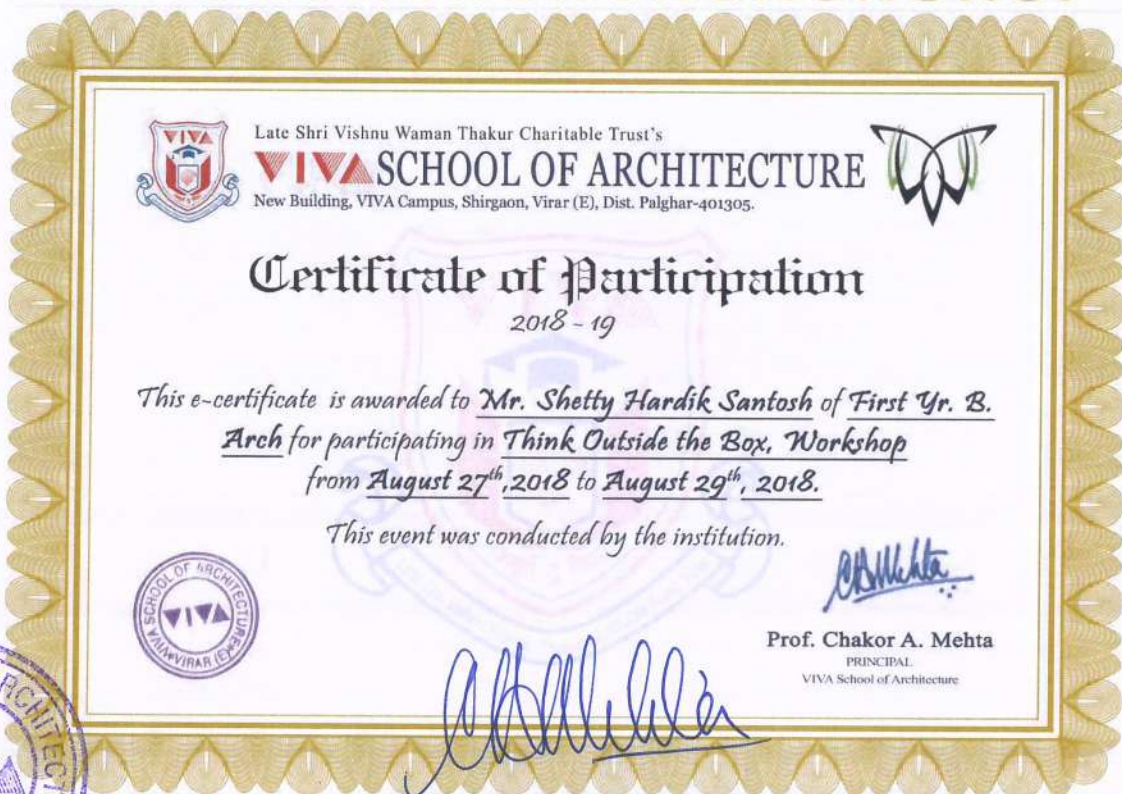 VIVA
Late Shri Vishnu Waman Thakur Charitable Trust's
VIVA SCHOOL OF ARCHITECTURE
New Building, VIVA Campus, Shirgaon, Virar (E), Dist. Palghar-401305.
Certificate of Participation
2018 - 19
This e-certificate is awarded to Mr. Shetty Hardik Santosh of First Yr. B.
Arch for participating in Think Outside the Box, Workshop
from August 27th, 2018 to August 29th, 2018.
This event was conducted by the institution.
VIVA SCHOOL OF ARCHITECTURE
VIVA
VIRAR (E)
Prof. Chakor A. Mehta
PRINCIPAL
VIVA School of Architecture